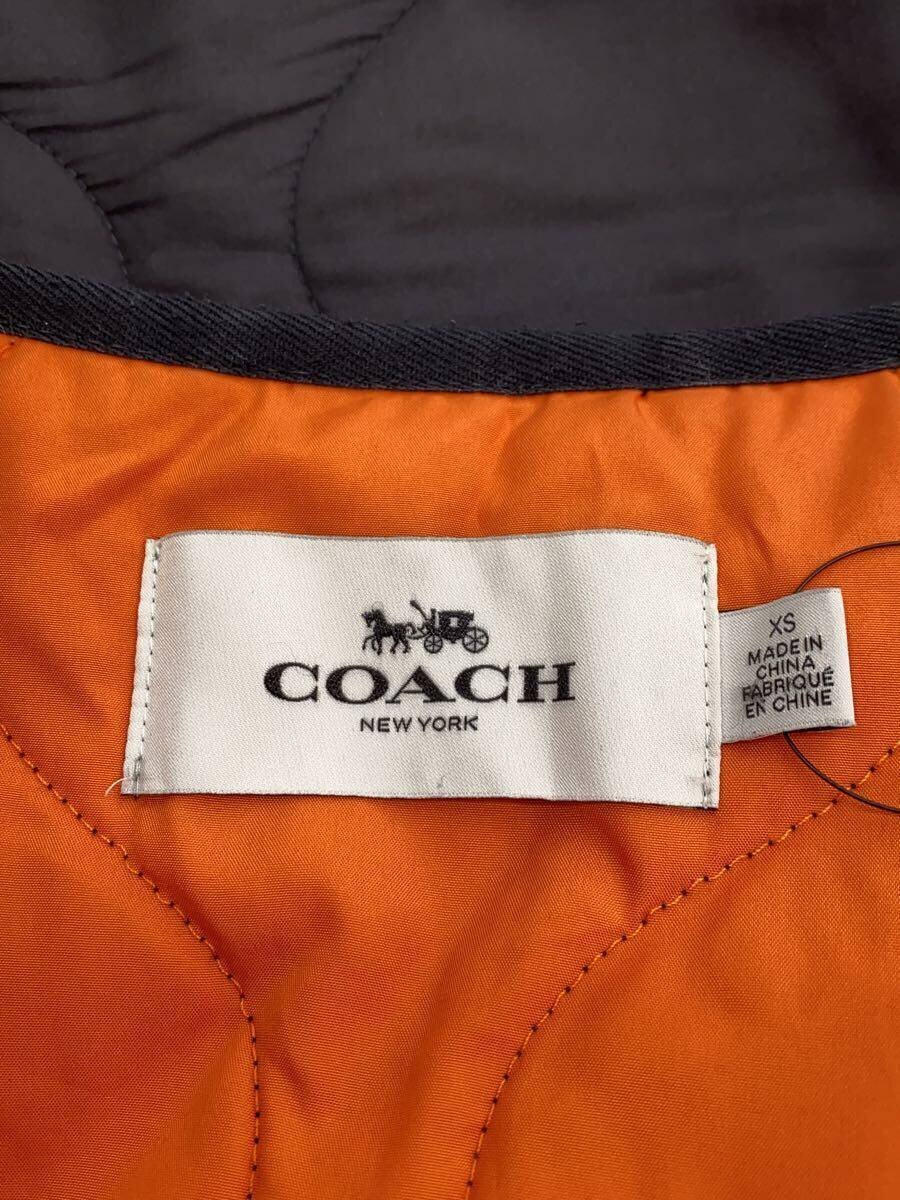 COACH
NEW YORK
XS
MADE IN
CHINA
FABRIQUÉ
EN CHINE